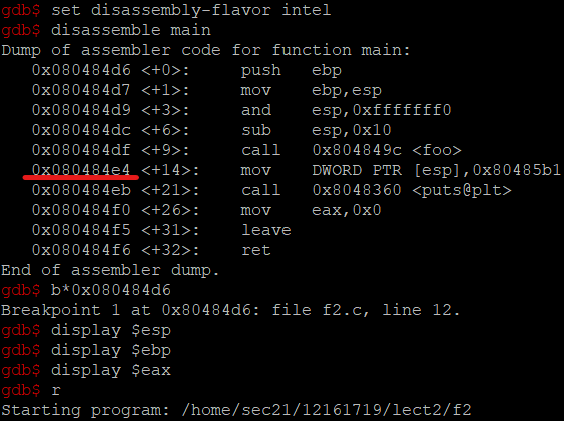 gdb$ set disassembly-flavor intel
gdb$ disassemble main
Dump of assembler code for function main:
   0x080484d6 <+0>:     push   ebp
   0x080484d7 <+1>:     mov    ebp,esp
   0x080484d9 <+3>:     and    esp,0xfffffff0
   0x080484dc <+6>:     sub    esp,0x10
   0x080484df <+9>:     call   0x804849c <foo>
   0x080484e4 <+14>:    mov    DWORD PTR [esp],0x80485b1
   0x080484eb <+21>:    call   0x8048360 <puts@plt>
   0x080484f0 <+26>:    mov    eax,0x0
   0x080484f5 <+31>:    leave
   0x080484f6 <+32>:    ret
End of assembler dump.
gdb$ b*0x080484d6
Breakpoint 1 at 0x80484d6: file f2.c, line 12.
gdb$ display $esp
gdb$ display $ebp
gdb$ display $eax
gdb$ r
Starting program: /home/sec21/12161719/lect2/f2